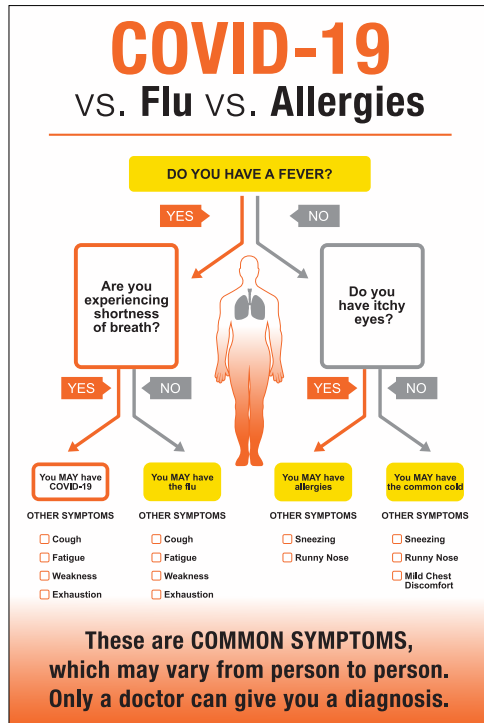 COVID-19
vs. Flu vs. Allergies
DO YOU HAVE A FEVER?
YES
NO
Are you
experiencing
shortness
of breath?
Do you
have itchy
eyes?
YES
NO
YES
NO
You MAY have
COVID-19
You MAY have
the flu
You MAY have
allergies
You MAY have
the common cold
OTHER SYMPTOMS
Cough
Fatigue
Weakness
Exhaustion
OTHER SYMPTOMS
Cough
Fatigue
Weakness
Exhaustion
OTHER SYMPTOMS
Sneezing
Runny Nose
OTHER SYMPTOMS
Sneezing
Runny Nose
Mild Chest
Discomfort
These are COMMON SYMPTOMS,
which may vary from person to person.
Only a doctor can give you a diagnosis.